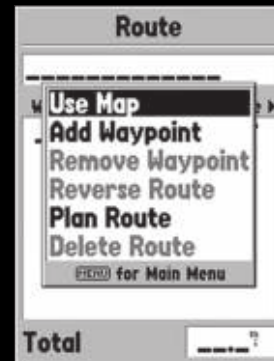 Route
Use Map
Add Waypoint
Remove Waypoint
Reverse Route
Plan Route
Delete Route
MENU for Main Menu
Total